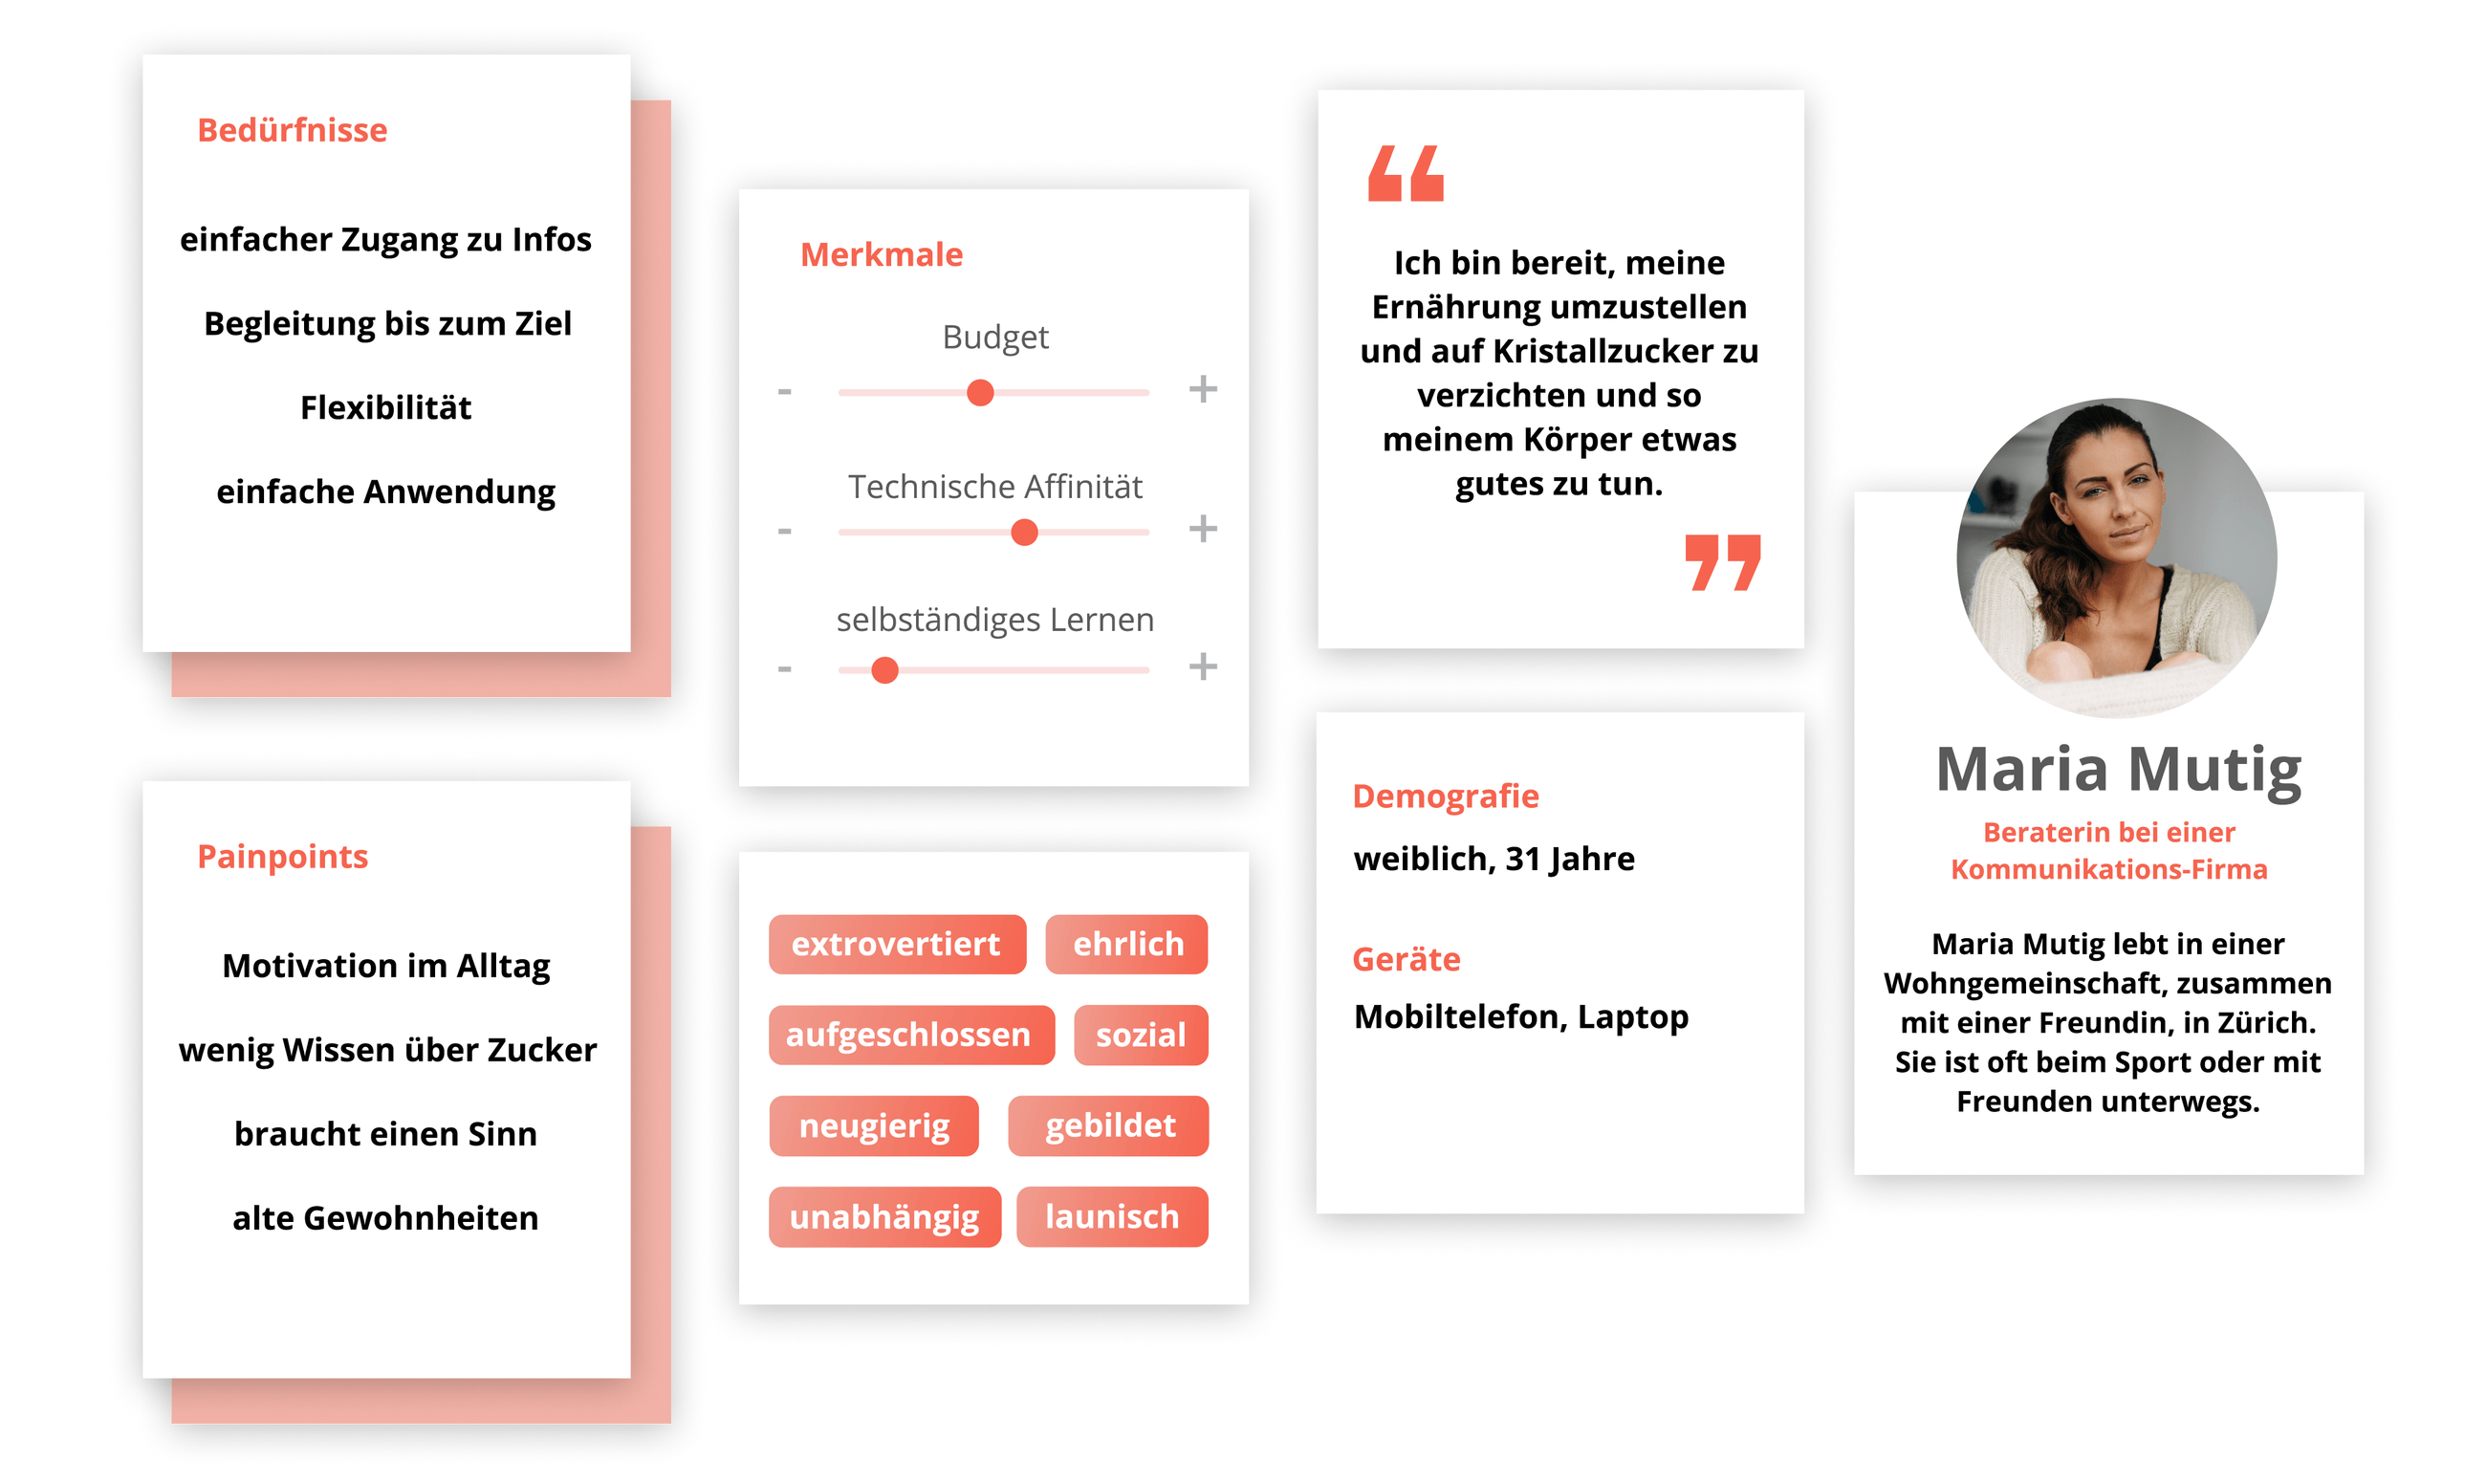 Bedürfnisse
einfacher Zugang zu Infos
Begleitung bis zum Ziel
Flexibilität
einfache Anwendung
Painpoints
Motivation im Alltag
wenig Wissen über Zucker
braucht einen Sinn
alte Gewohnheiten
Merkmale
Budget
- +
Technische Affinität
- +
selbständiges Lernen
- +
extrovertiert ehrlich
aufgeschlossen sozial
neugierig gebildet
unabhängig launisch
“
Ich bin bereit, meine
Ernährung umzustellen
und auf Kristallzucker zu
verzichten und so
meinem Körper etwas
gutes zu tun.
”
Demografie
weiblich, 31 Jahre
Geräte
Mobiltelefon, Laptop
Maria Mutig
Beraterin bei einer
Kommunikations-Firma
Maria Mutig lebt in einer
Wohngemeinschaft, zusammen
mit einer Freundin, in Zürich.
Sie ist oft beim Sport oder mit
Freunden unterwegs.